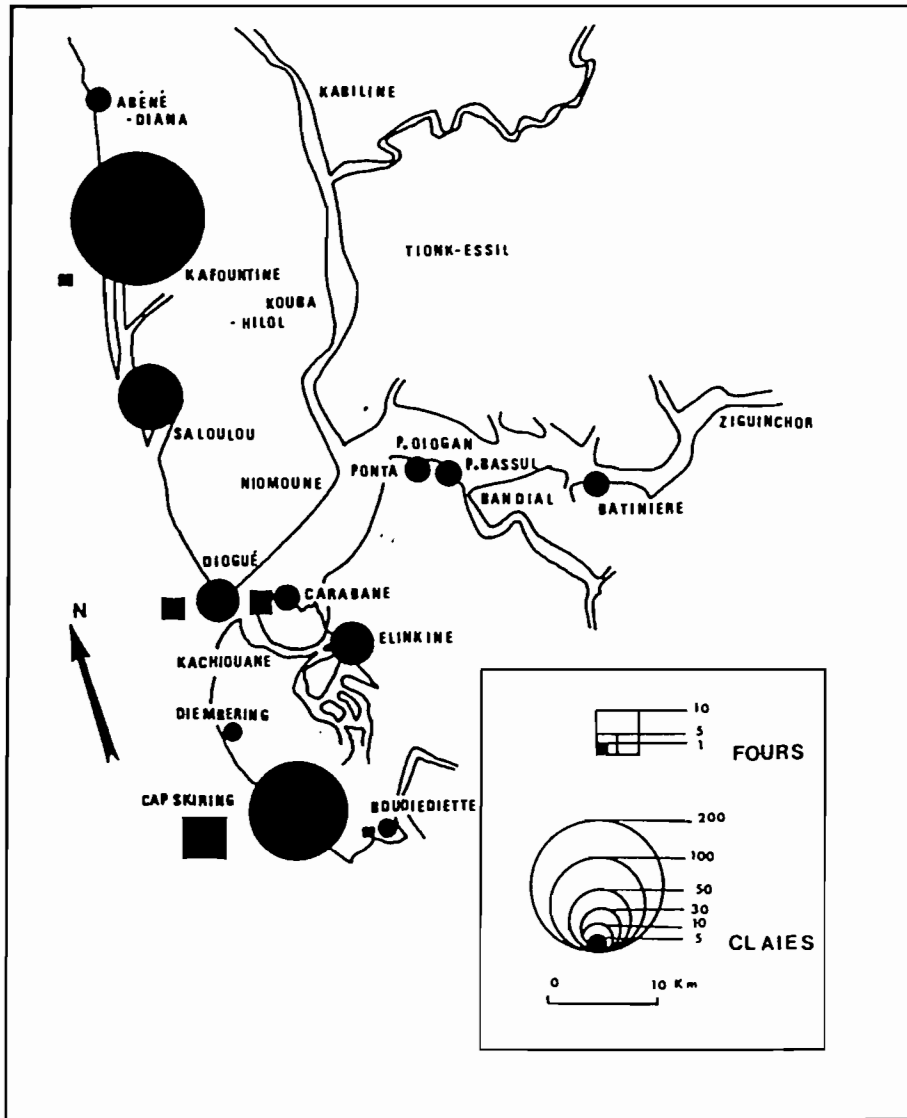 KABILINE
ABÉNÉ
-DIANA
TIONK-ESSIL
KAFOUNTINE
KOUBA
-HILOL
ZIGUINCHOR
SALOULOU
P.DIOGAN
PONTA
P.BASSUL
NIOMOUNE
BANDIAL
BATINIERE
DIOGUÉ
CARABANE
N
ELINKINE
KACHIOUANE
DIEMBERING
CAP SKIRING
BOUDIEDIETTE
10
5
1
FOURS
200
100
50
30
10
5
CLAIES
0 10 Km